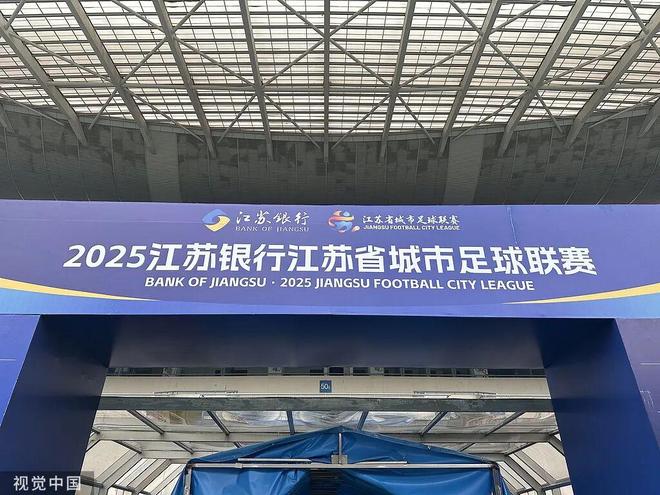 江苏银行 江苏省城市足球联赛
BANK OF JIANGSU JIANGSU FOOTBALL CITY LEAGUE
2025江苏银行江苏省城市足球联赛
BANK OF JIANGSU · 2025 JIANGSU FOOTBALL CITY LEAGUE
视觉中国